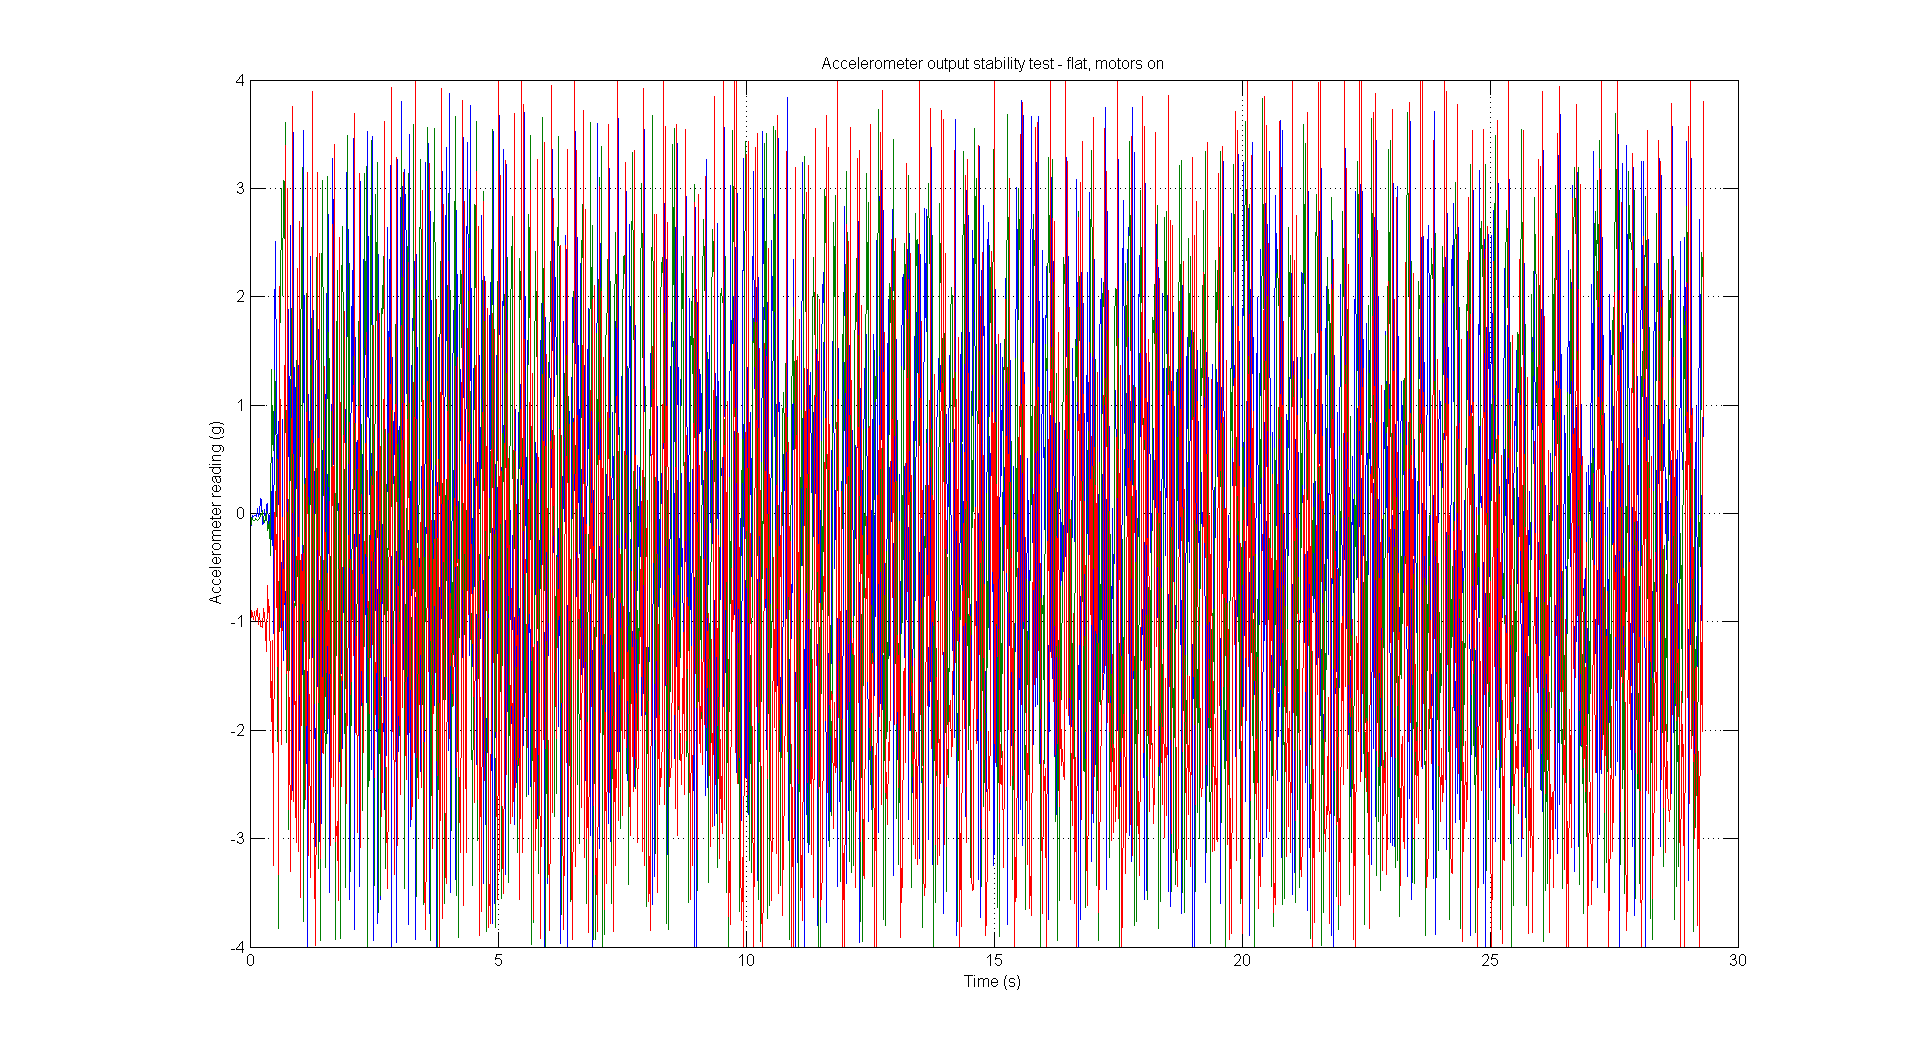 Accelerometer output stability test - flat, motors on
4
3
2
1
0
-1
-2
-3
-4
Accelerometer reading (g)
0 5 10 15 20 25 30
Time (s)